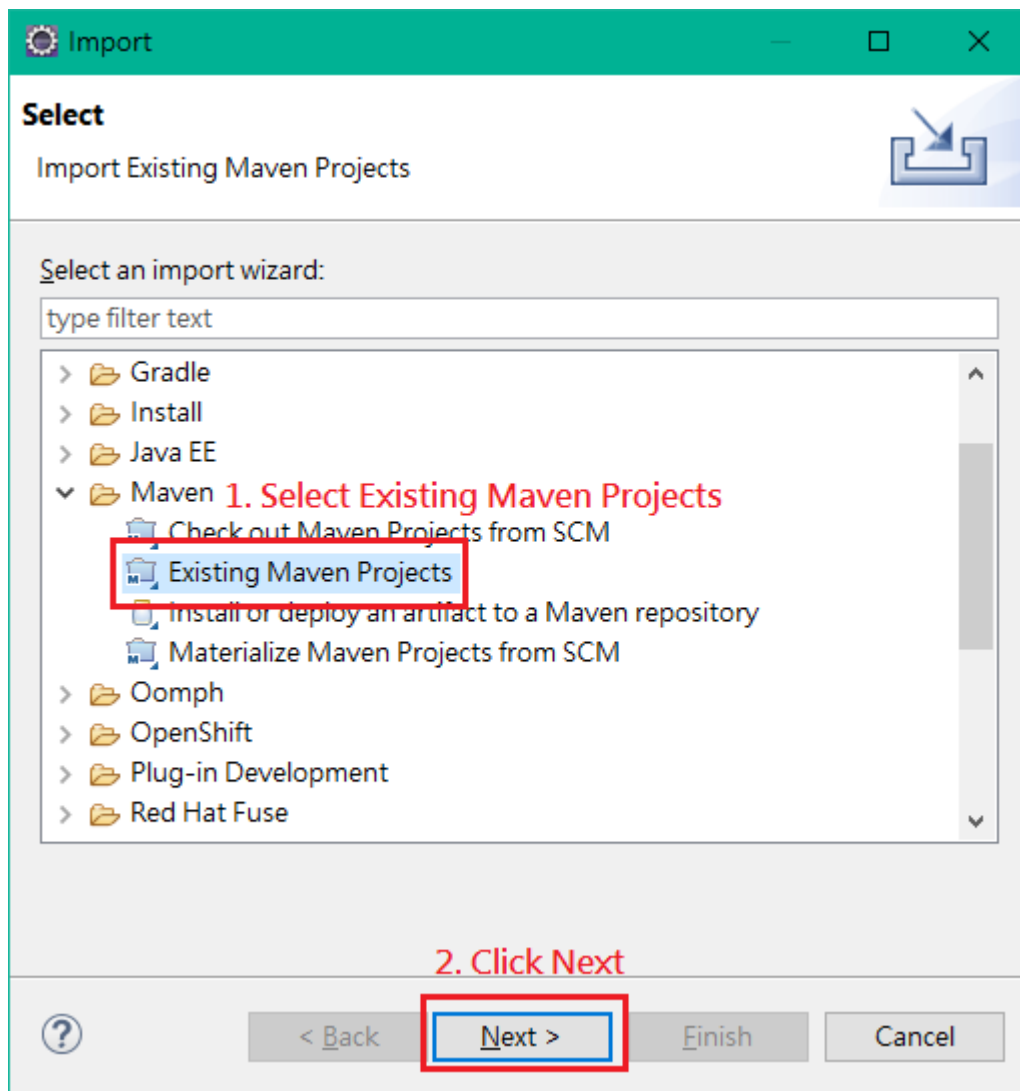 Import
Select
Import Existing Maven Projects
Select an import wizard:
type filter text
Gradle
Install
Java EE
Maven 1. Select Existing Maven Projects
Check out Maven Projects from SCM
Existing Maven Projects
Install or deploy an artifact to a Maven repository
Materialize Maven Projects from SCM
Oomph
OpenShift
Plug-in Development
Red Hat Fuse
2. Click Next
? < Back Next > Finish Cancel